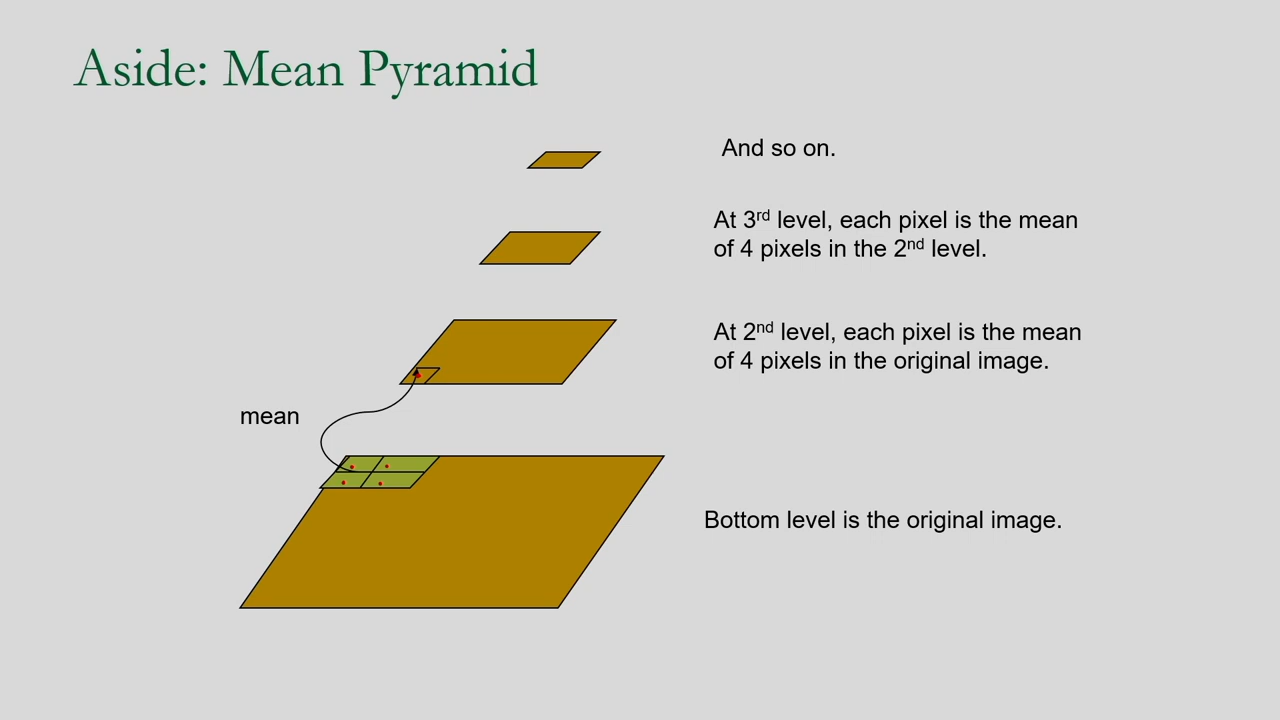 Aside: Mean Pyramid
And so on.
At 3rd level, each pixel is the mean
of 4 pixels in the 2nd level.
At 2nd level, each pixel is the mean
of 4 pixels in the original image.
mean
Bottom level is the original image.